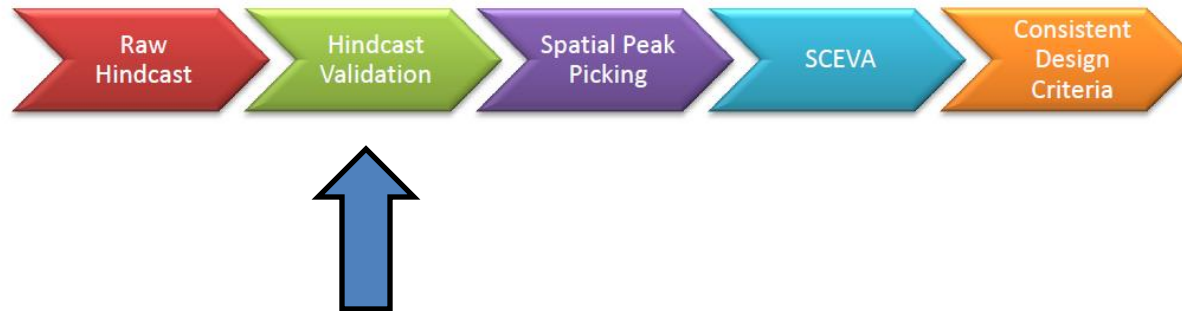 Raw
Hindcast
Hindcast
Validation
Spatial Peak
Picking
SCEVA
Consistent
Design
Criteria